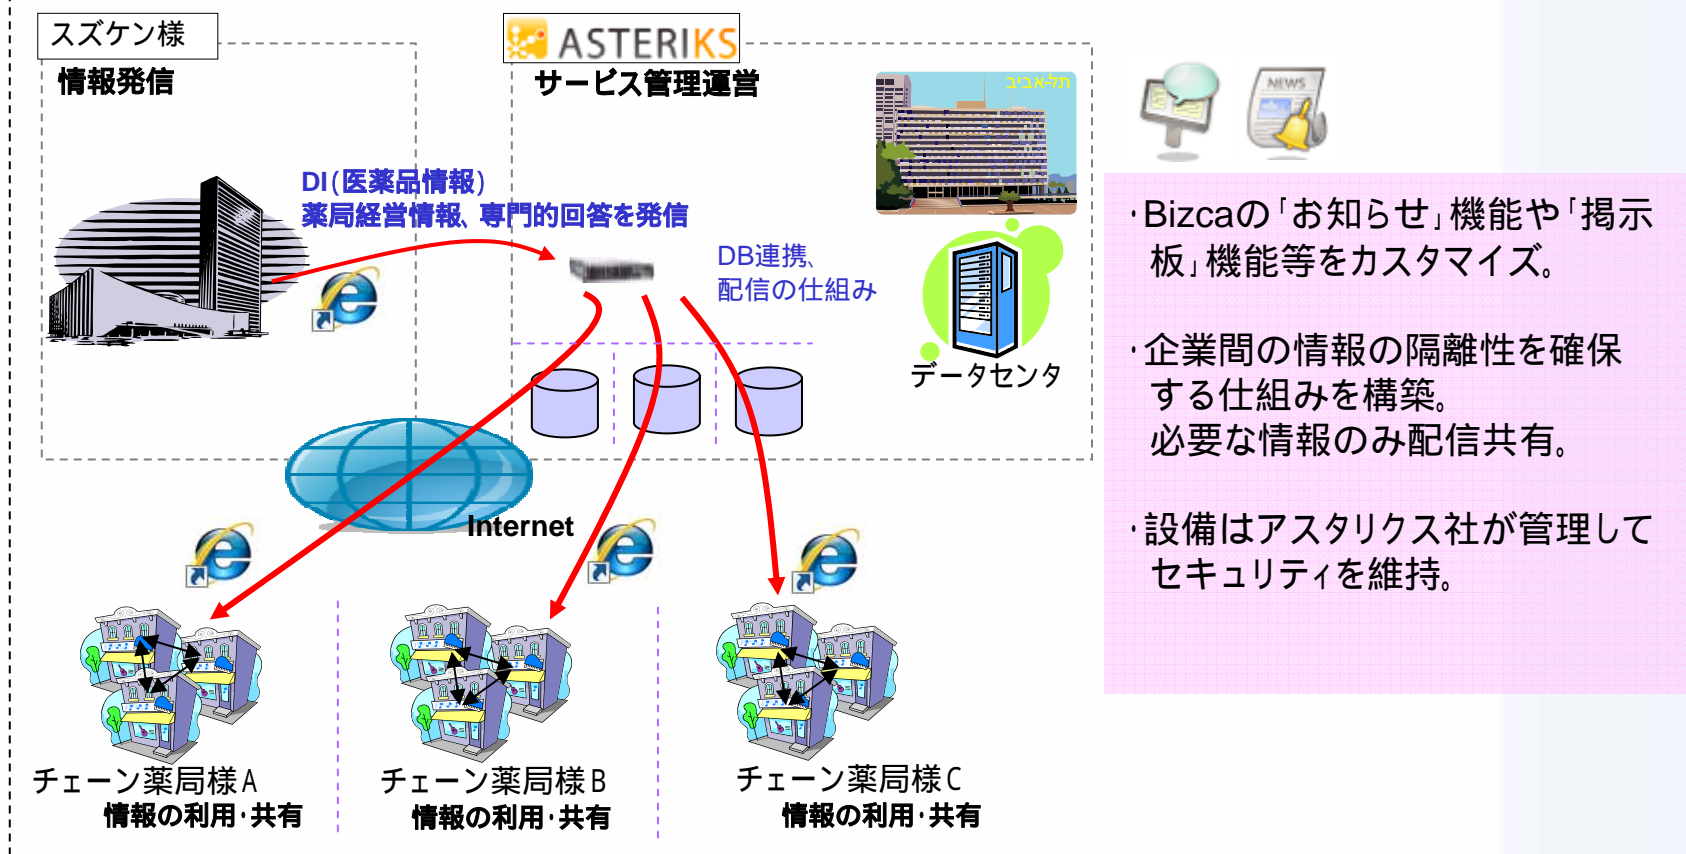 スズケン様
情報発信
ASTERIKS
サービス管理運営
תל-אביב
NEWS
DI(医薬品情報)
薬局経営情報、専門的回答を発信
DB連携、
配信の仕組み
データセンタ
Internet
チェーン薬局様A
情報の利用・共有
チェーン薬局様B
情報の利用・共有
チェーン薬局様C
情報の利用・共有
・Bizcaの「お知らせ」機能や「掲示
板」機能等をカスタマイズ。
・企業間の情報の隔離性を確保
する仕組みを構築。
必要な情報のみ配信共有。
・設備はアスタリクス社が管理して
セキュリティを維持。